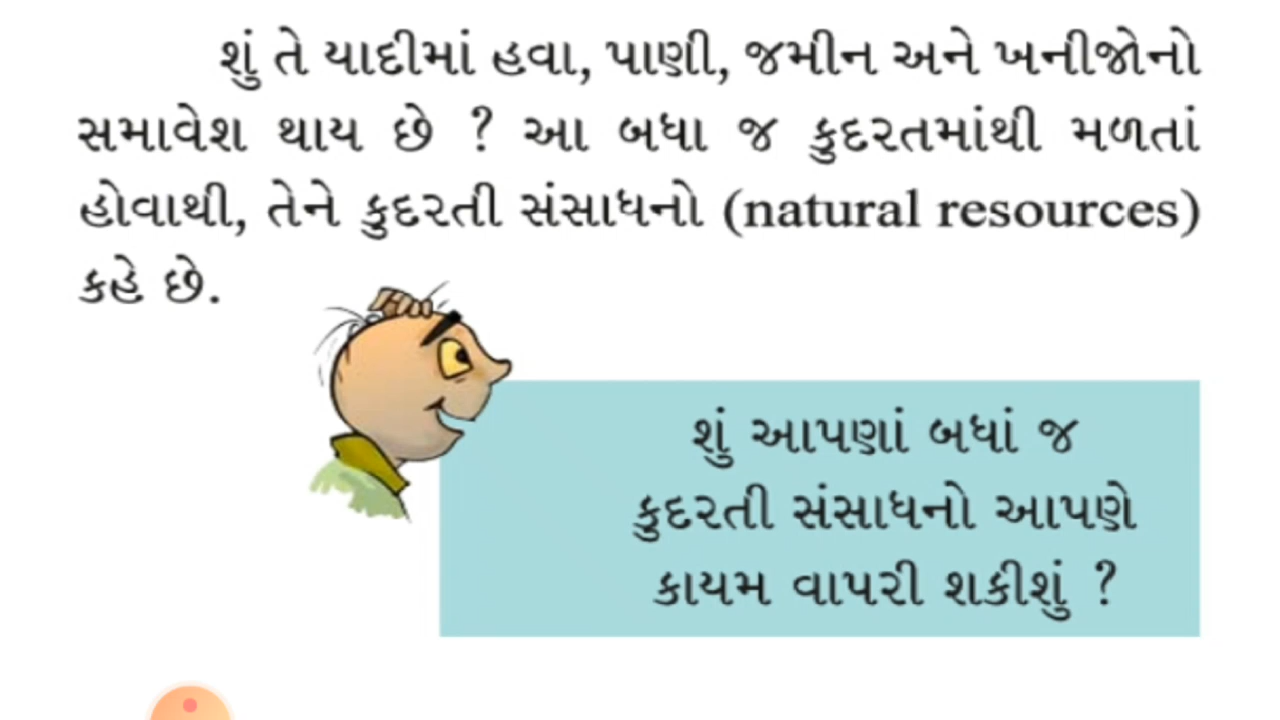 શું તે યાદીમાં હવા, પાણી, જમીન અને ખનીજોનો
સમાવેશ થાય છે ? આ બધા જ કુદરતમાંથી મળતાં
હોવાથી, તેને કુદરતી સંસાધનો (natural resources)
કહે છે.
શું આપણાં બધાં જ
કુદરતી સંસાધનો આપણે
કાયમ વાપરી શકીશું ?